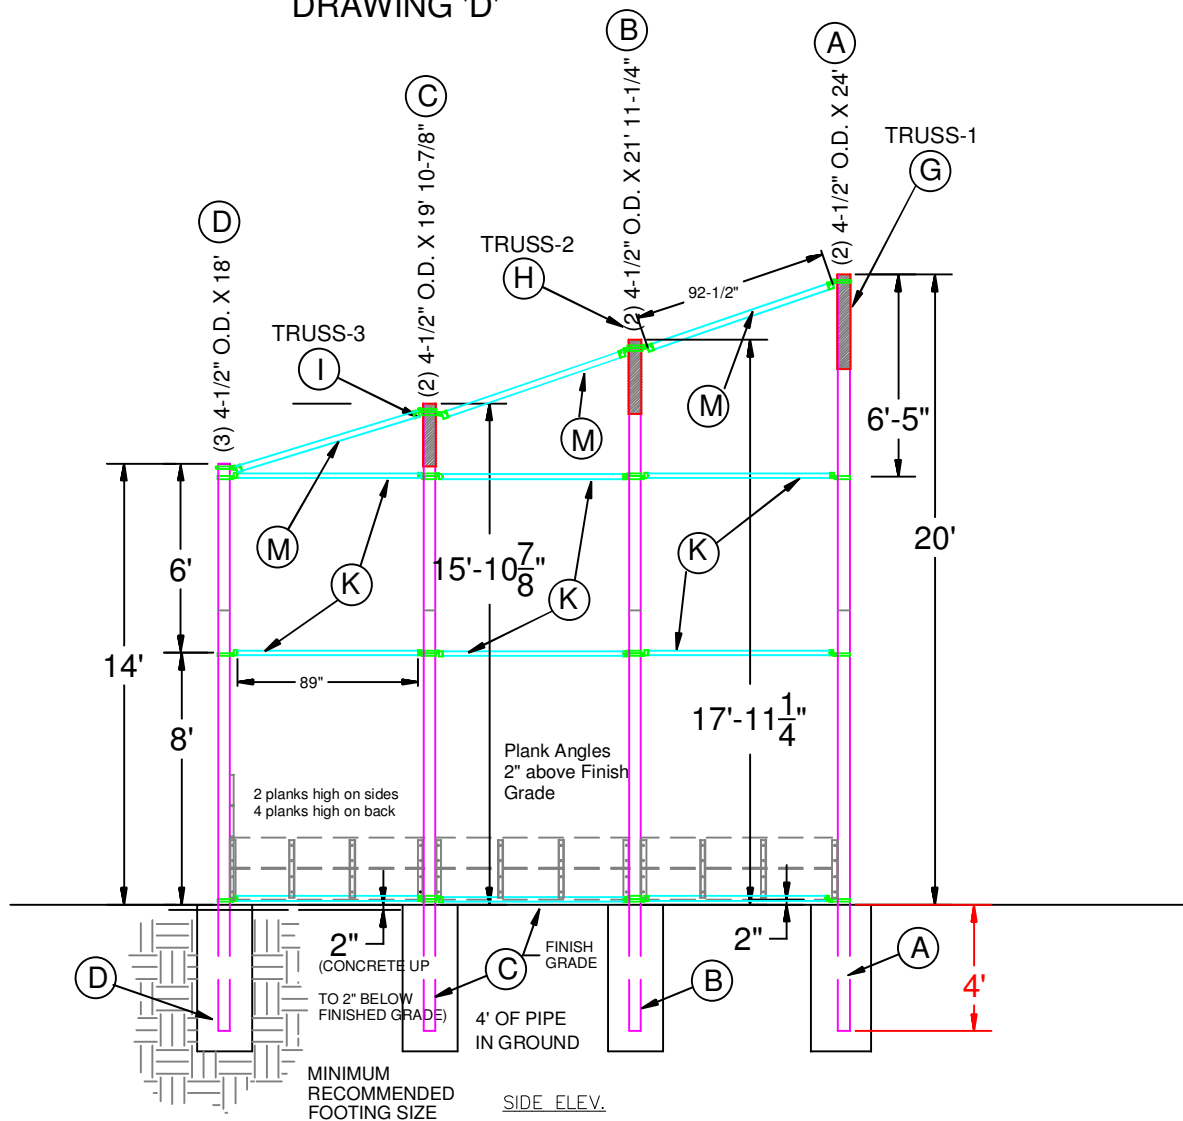 DRAWING 'D'
B
A
C
D
(3) 4-1/2" O.D. X 18'
(2) 4-1/2" O.D. X 19' 10-7/8"
(2) 4-1/2" O.D. X 21' 11-1/4"
(2) 4-1/2" O.D. X 24'
TRUSS-1
G
TRUSS-2
H
92-1/2"
TRUSS-3
I
M
M
M
6'-5"
20'
K
K
K
15'-10 7/8"
6'
14'
8'
89"
17'-11 1/4"
Plank Angles
2" above Finish
Grade
2 planks high on sides
4 planks high on back
2"
(CONCRETE UP
TO 2" BELOW
FINISHED GRADE)
C
FINISH
GRADE
2"
A
B
D
4'
4' OF PIPE
IN GROUND
MINIMUM
RECOMMENDED
FOOTING SIZE
SIDE ELEV.